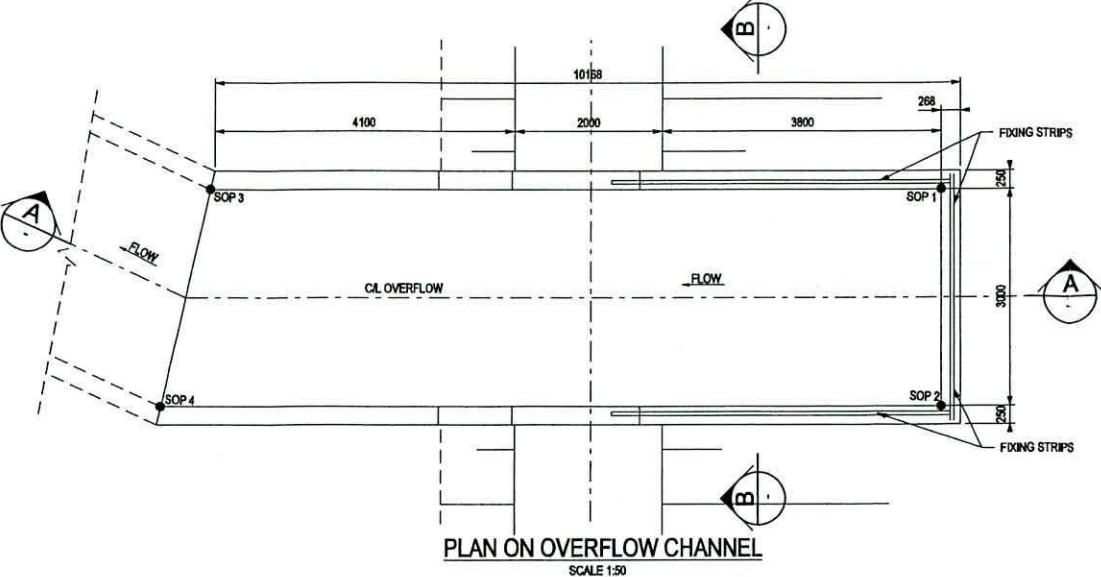 B
10168
268
4100
2000
3800
FIXING STRIPS
250
SOP 3
SOP 1
A
FLOW
C/L OVERFLOW
FLOW
3000
A
SOP 4
SOP 2
250
FIXING STRIPS
B
PLAN ON OVERFLOW CHANNEL
SCALE 1:50